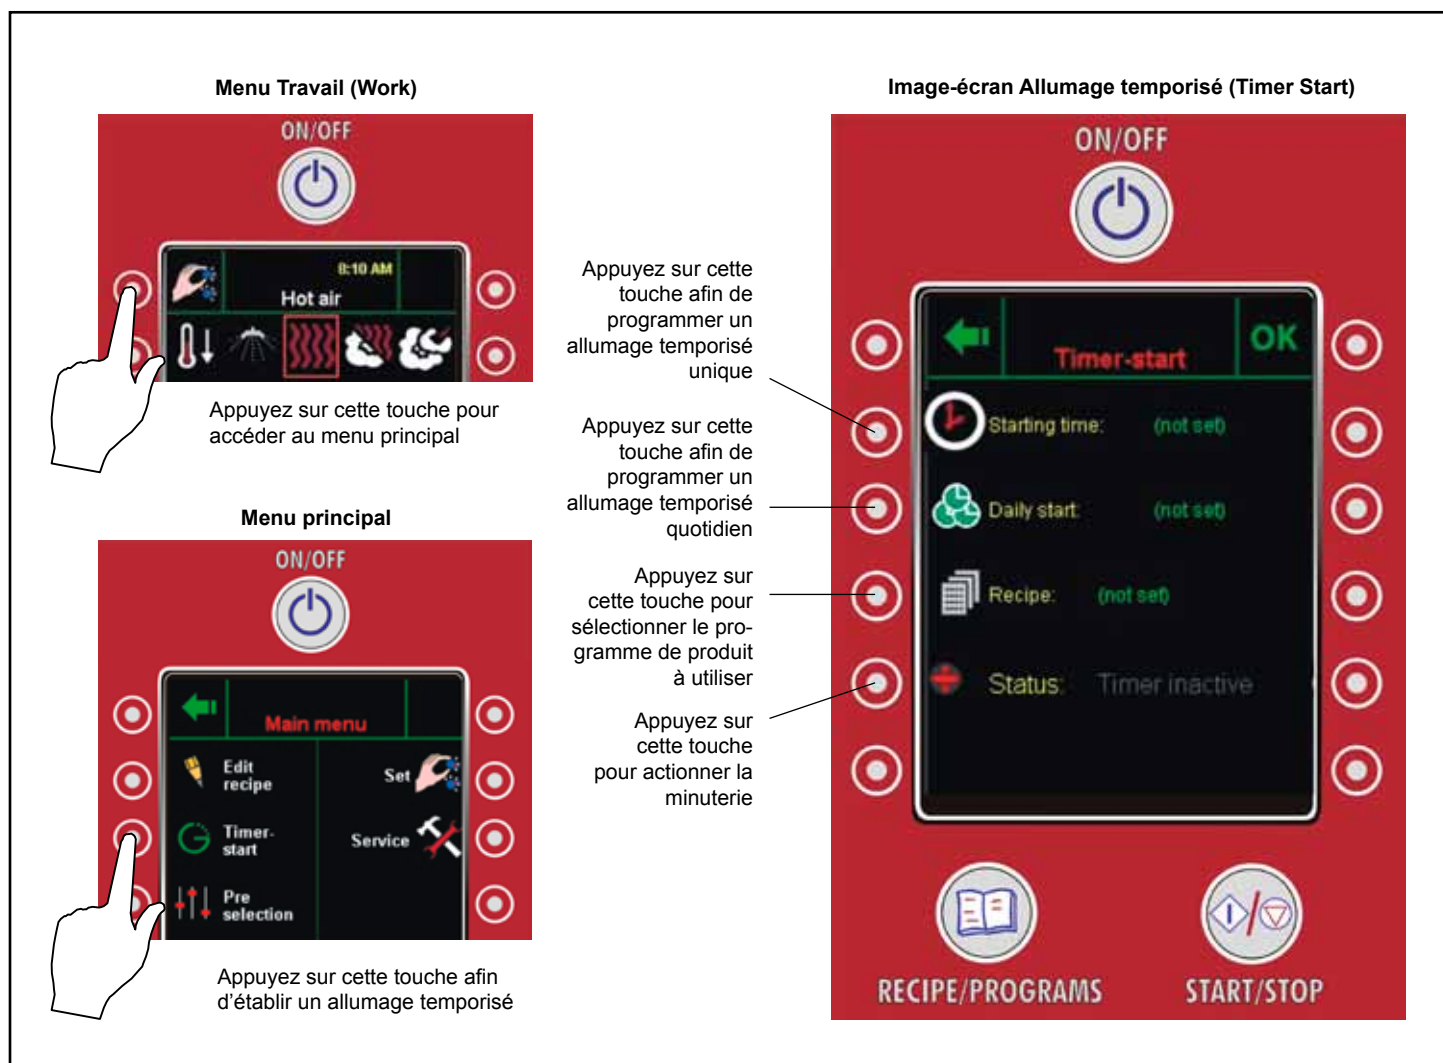 Menu Travail (Work)
ON/OFF
8:10 AM
Hot air
Appuyez sur cette touche pour
accéder au menu principal
Menu principal
ON/OFF
Main menu
Edit
recipe
Set
Timer-
start
Service
Pre
selection
Appuyez sur cette touche afin
d'établir un allumage temporisé
Image-écran Allumage temporisé (Timer Start)
ON/OFF
OK
Timer-start
Appuyez sur cette
touche afin de
programmer un
allumage temporisé
unique
Starting time: (not set)
Appuyez sur cette
touche afin de
programmer un
allumage temporisé
quotidien
Daily start: (not set)
Appuyez sur
cette touche pour
sélectionner le pro-
gramme de produit
à utiliser
Recipe: (not set)
Appuyez sur
cette touche
pour actionner la
minuterie
Status: Timer inactive
RECIPE/PROGRAMS
START/STOP